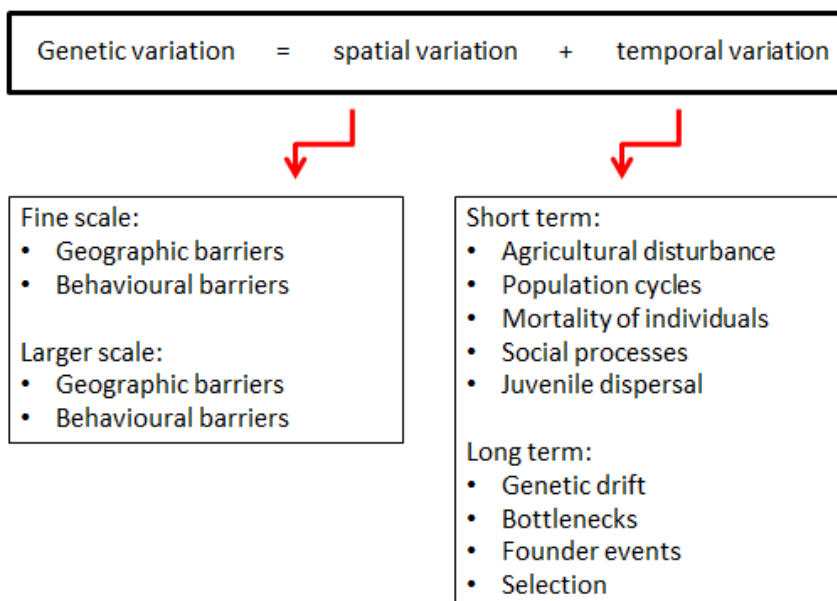 Genetic variation = spatial variation + temporal variation
Fine scale:
• Geographic barriers
• Behavioural barriers
Larger scale:
• Geographic barriers
• Behavioural barriers
Short term:
• Agricultural disturbance
• Population cycles
• Mortality of individuals
• Social processes
• Juvenile dispersal
Long term:
• Genetic drift
• Bottlenecks
• Founder events
• Selection